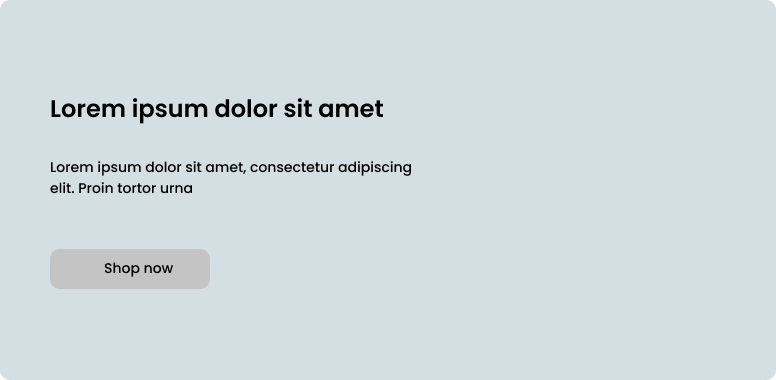 Lorem ipsum dolor sit amet
Lorem ipsum dolor sit amet, consectetur adipiscing
elit. Proin tortor urna
Shop now